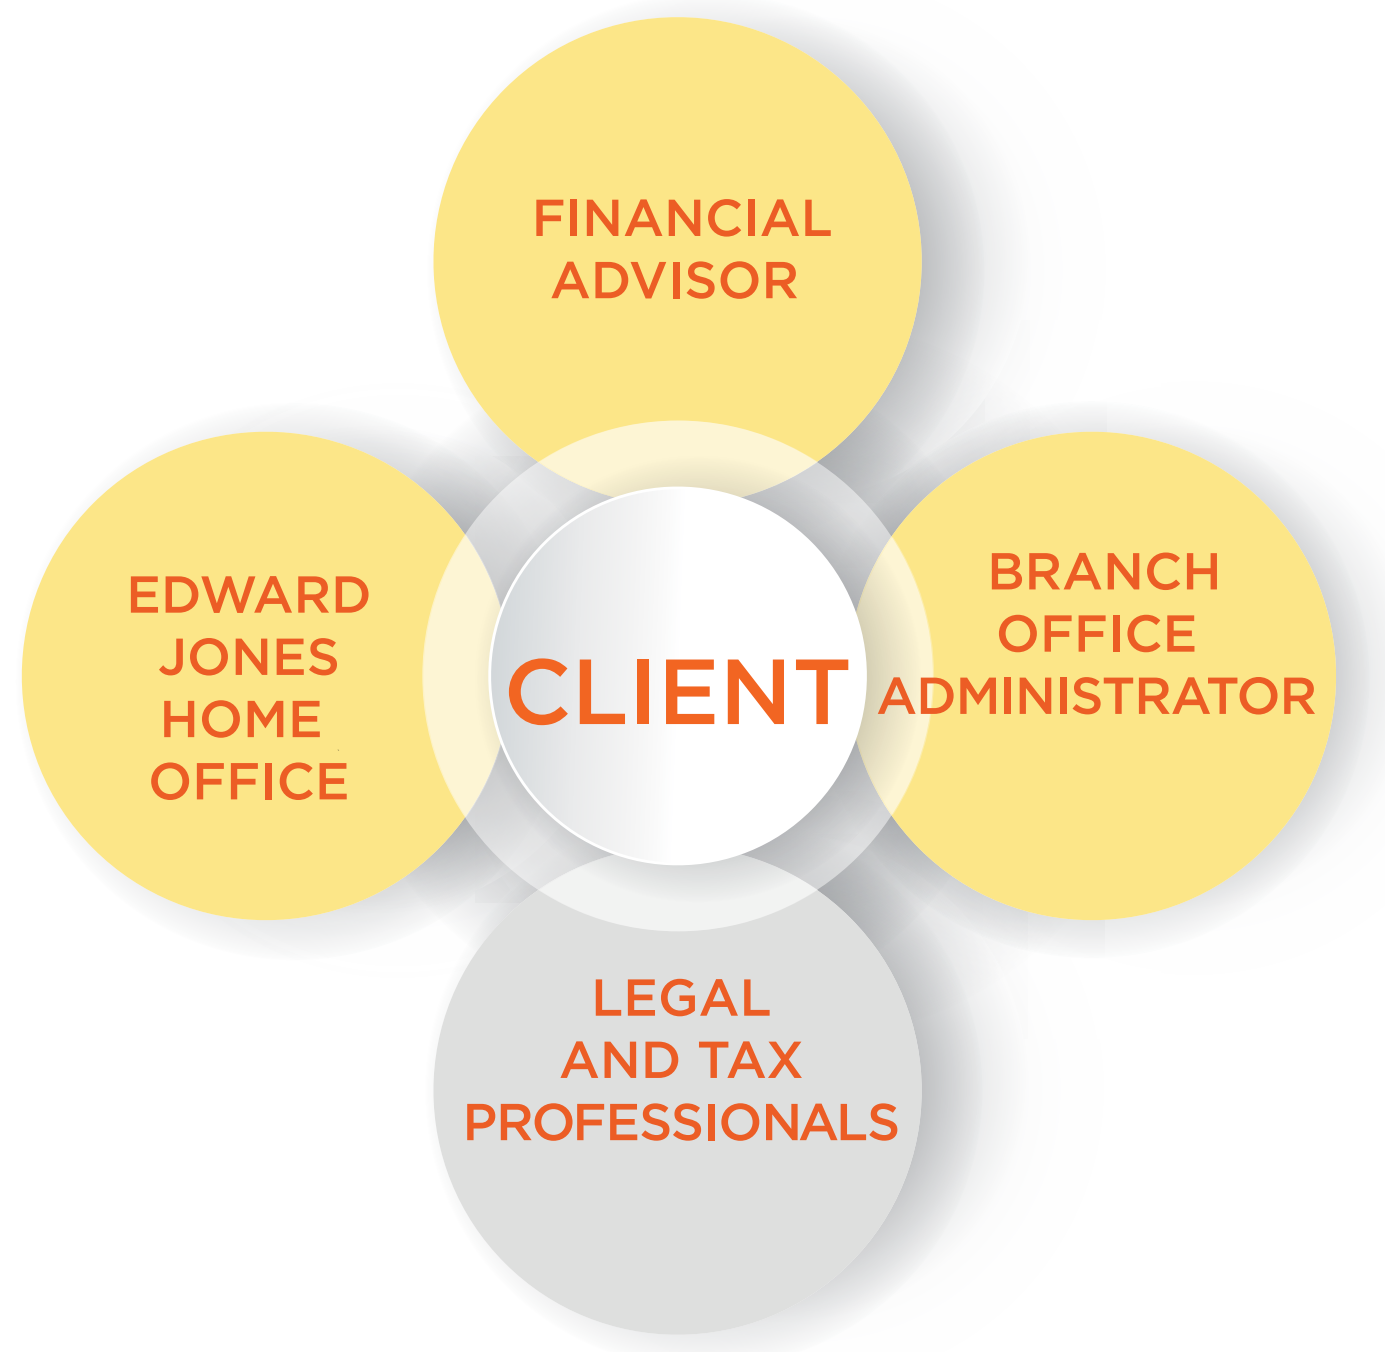 FINANCIAL
ADVISOR
EDWARD
JONES
HOME
OFFICE
CLIENT
BRANCH
OFFICE
ADMINISTRATOR
LEGAL
AND TAX
PROFESSIONALS